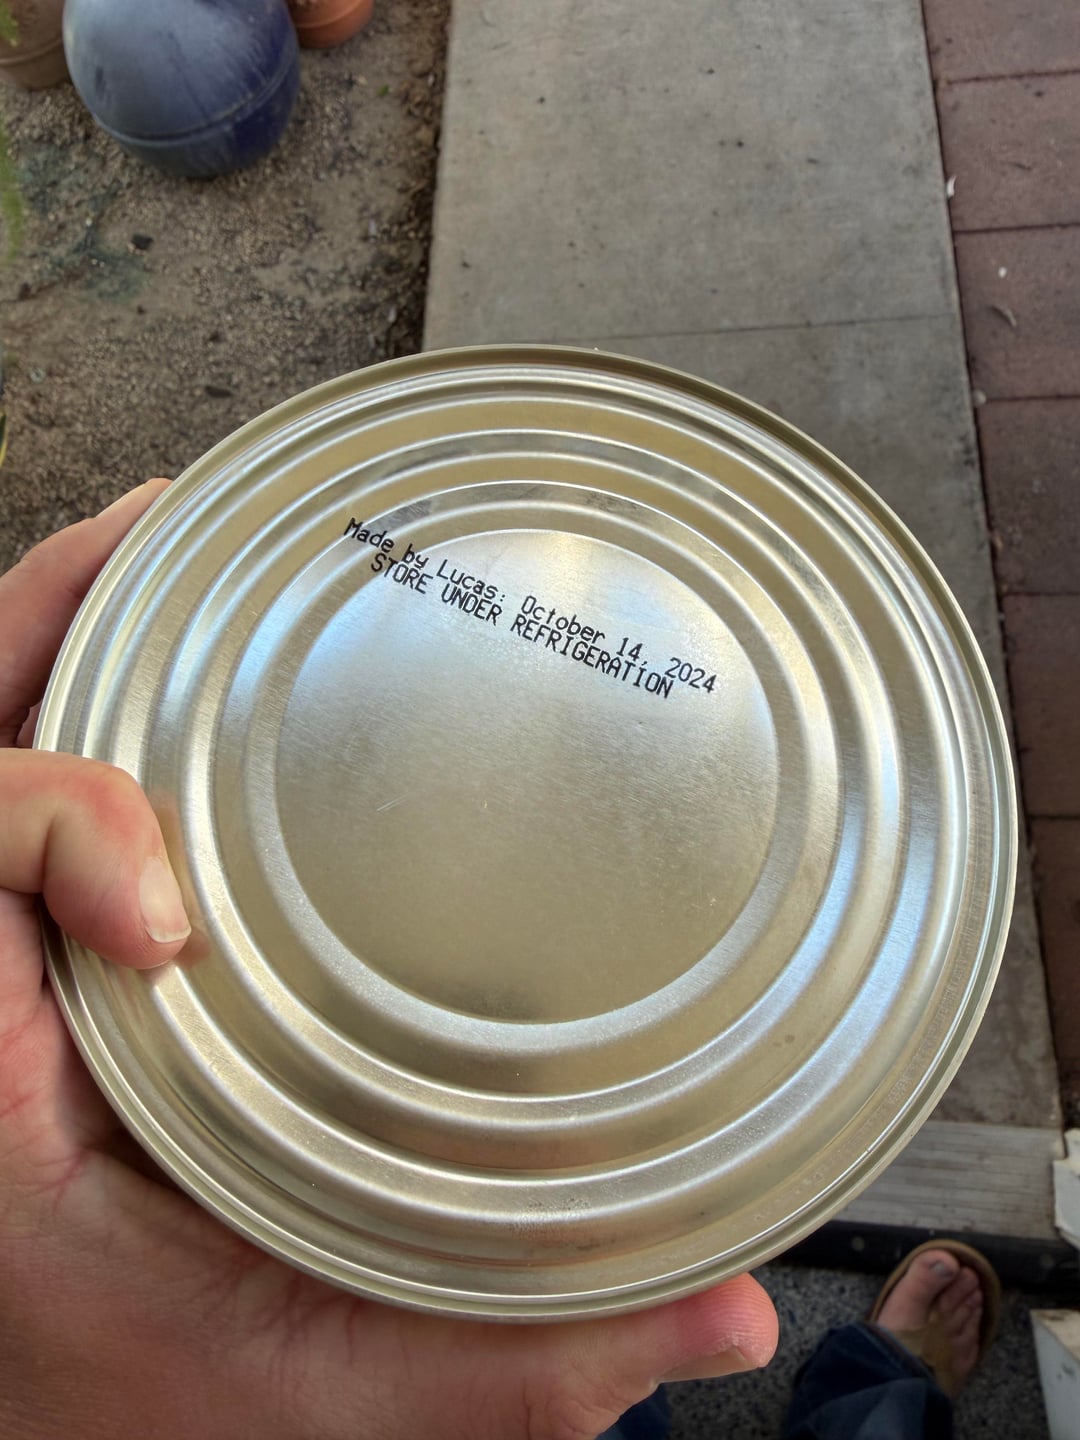 Made by Lucas: October 14, 2024
STORE UNDER REFRIGERATION